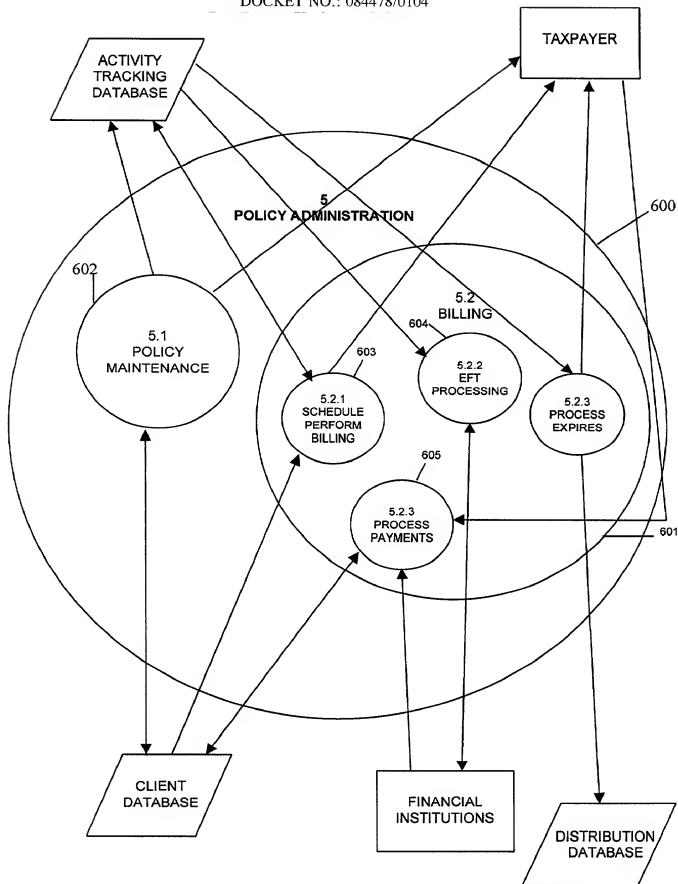 DOCKET NO.: 084478/0104
TAXPAYER
ACTIVITY
TRACKING
DATABASE
5
POLICY ADMINISTRATION
600
602
5.1
POLICY
MAINTENANCE
5.2
BILLING
604
603
5.2.2
EFT
PROCESSING
5.2.1
SCHEDULE
PERFORM
BILLING
5.2.3
PROCESS
EXPIRES
605
5.2.3
PROCESS
PAYMENTS
601
CLIENT
DATABASE
FINANCIAL
INSTITUTIONS
DISTRIBUTION
DATABASE